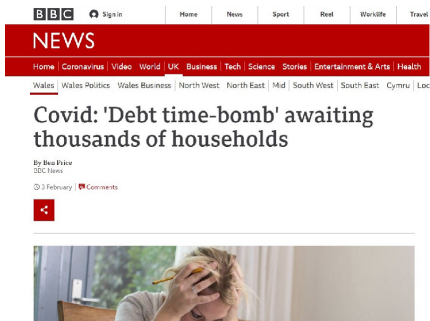 BBC Sign in Home News Sport Reel Worklife Travel
NEWS
Home Coronavirus Video World UK Business Tech Science Stories Entertainment & Arts Health
Wales Wales Politics Wales Business North West North East Mid South West South East Cymru Loc
Covid: 'Debt time-bomb' awaiting
thousands of households
By Ben Price
BBC News
3 February Comments